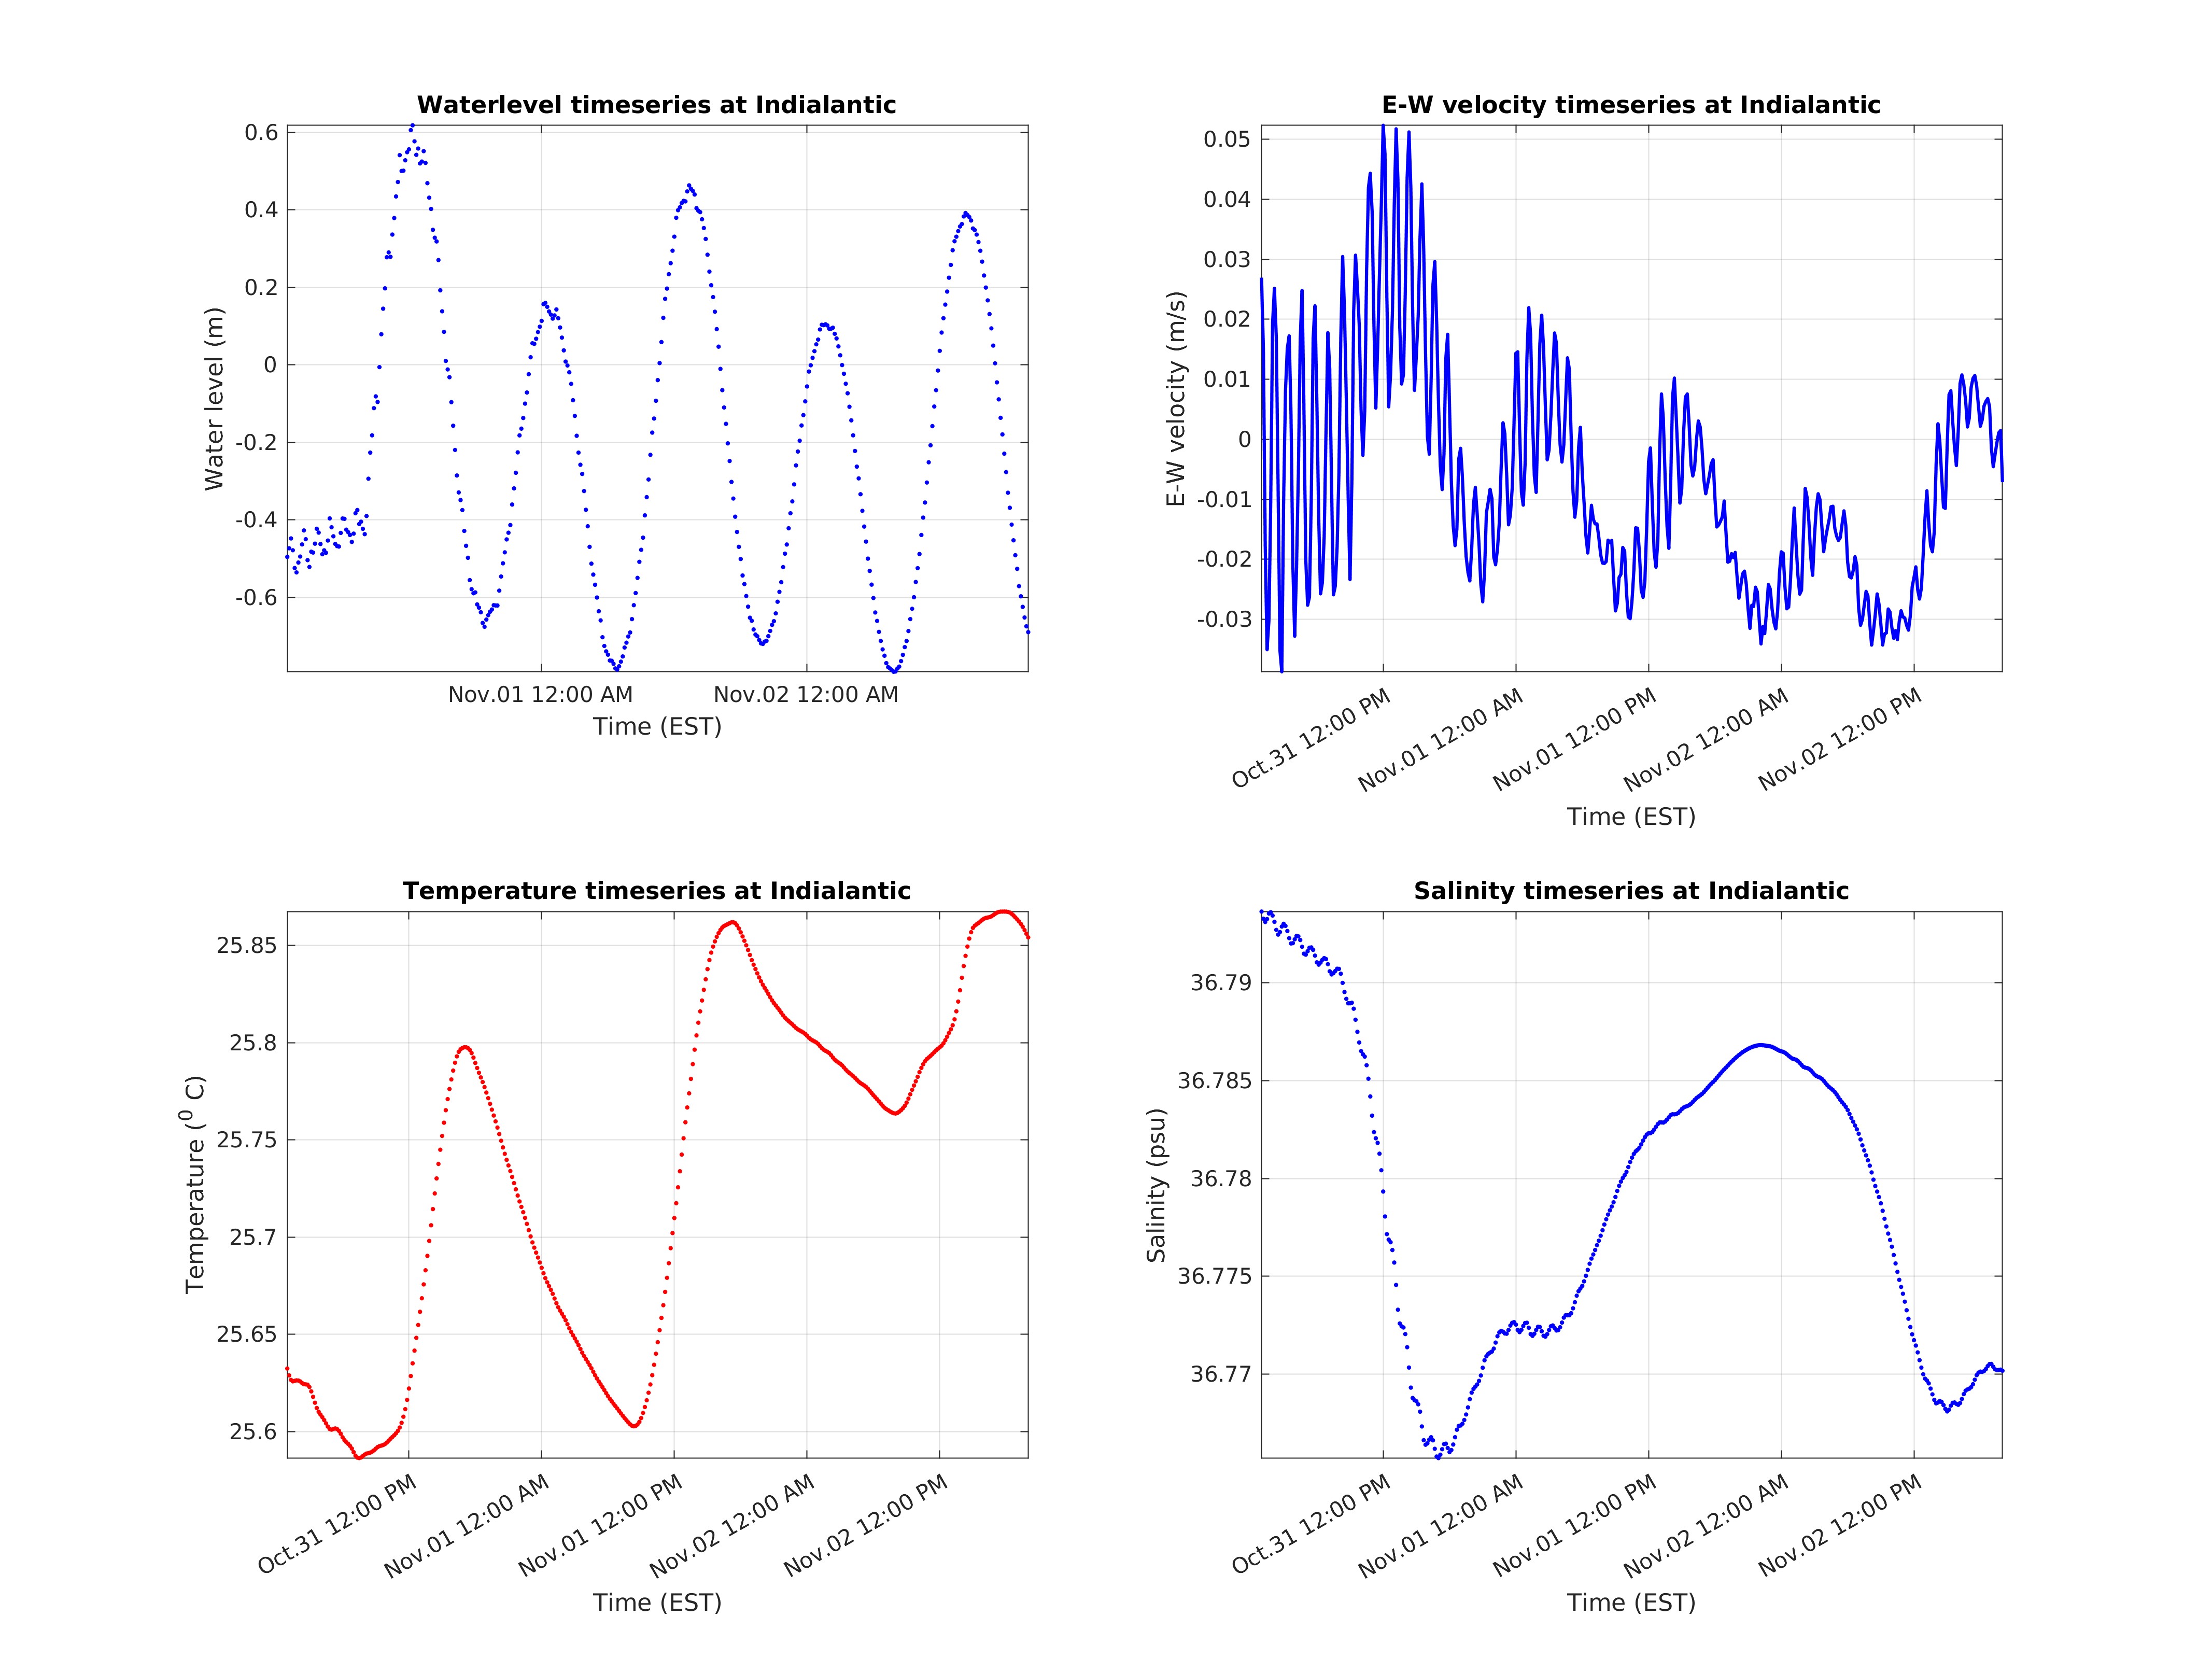 Waterlevel timeseries at Indialantic
0.6
0.4
0.2
0
-0.2
-0.4
-0.6
Water level (m)
Nov.01 12:00 AM
Nov.02 12:00 AM
Time (EST)
E-W velocity timeseries at Indialantic
0.05
0.04
0.03
0.02
0.01
0
-0.01
-0.02
-0.03
E-W velocity (m/s)
Oct.31 12:00 PM
Nov.01 12:00 AM
Nov.01 12:00 PM
Nov.02 12:00 AM
Nov.02 12:00 PM
Time (EST)
Temperature timeseries at Indialantic
25.85
25.8
25.75
25.7
25.65
25.6
Temperature (⁰ C)
Oct.31 12:00 PM
Nov.01 12:00 AM
Nov.01 12:00 PM
Nov.02 12:00 AM
Nov.02 12:00 PM
Time (EST)
Salinity timeseries at Indialantic
36.79
36.785
36.78
36.775
36.77
Salinity (psu)
Oct.31 12:00 PM
Nov.01 12:00 AM
Nov.01 12:00 PM
Nov.02 12:00 AM
Nov.02 12:00 PM
Time (EST)